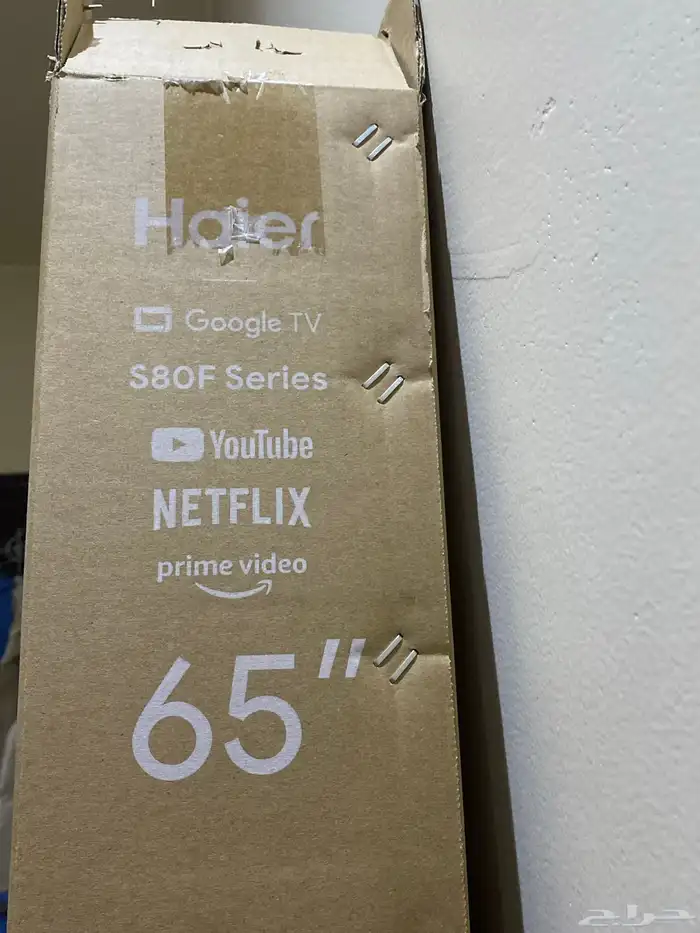 Haier
Google TV
S80F Series
YouTube
NETFLIX
prime video
65"
حراج